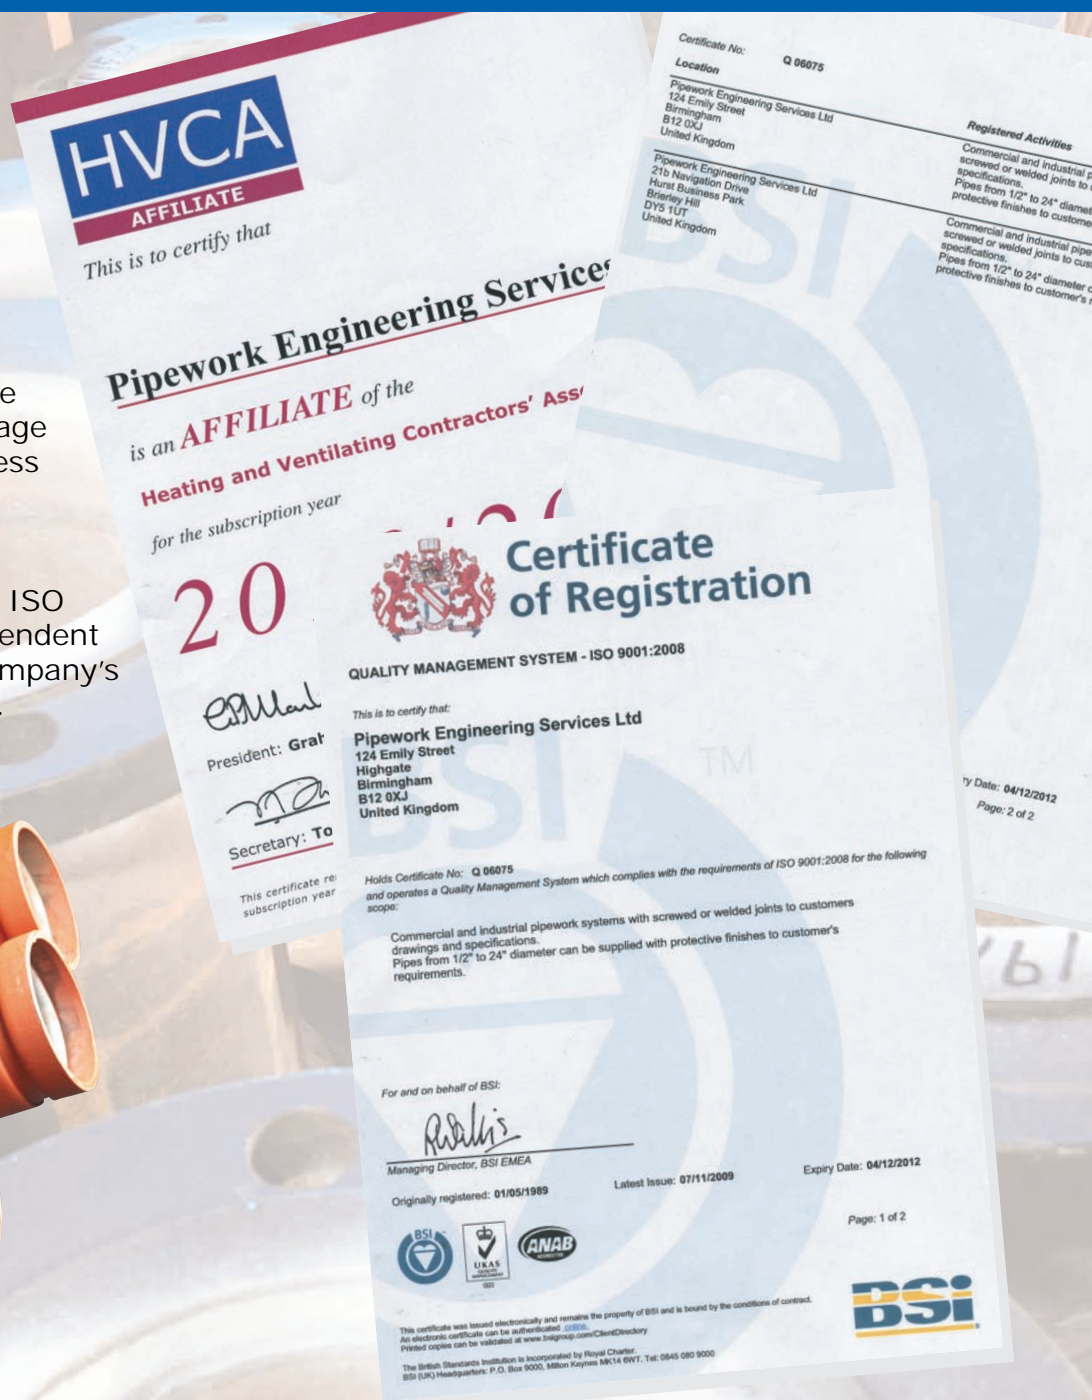 HVCA
AFFILIATE
This is to certify that
Pipework Engineering Services
is an AFFILIATE of the
Heating and Ventilating Contractors' Ass
for the subscription year
20
President:
Secretary: To
This certificate
subscription year
age
ess
ISO
endent
mpany's
Certificate No: Q 06075
Location
Registered Activities
Pipework Engineering Services Ltd
124 Emily Street
Birmingham
B12 0XJ
United Kingdom
Commercial and industrial
screwed or welded joints to
specifications.
Pipes from 1/2" to 24"
protective finishes to
Pipework Engineering Services Ltd
21b Navigation Drive
Hurst Business Park
Brierley Hill
DY5 1UT
United Kingdom
Commercial and industrial pipe
screwed or welded joints to
specifications.
Pipes from 1/2" to 24" diameter
protective finishes to customer's
BSI
Date: 04/12/2012
Page: 2 of 2
Certificate
of Registration
QUALITY MANAGEMENT SYSTEM - ISO 9001:2008
This is to certify that:
Pipework Engineering Services Ltd
124 Emily Street
Highgate
Birmingham
B12 0XJ
United Kingdom
BSI
TM
Holds Certificate No: Q 06075
and operates a Quality Management System which complies with the requirements of ISO 9001:2008 for the following
scope:
Commercial and industrial pipework systems with screwed or welded joints to customers
drawings and specifications.
Pipes from 1/2" to 24" diameter can be supplied with protective finishes to customer's
requirements.
For and on behalf of BSI:
Managing Director, BSI EMEA
Originally registered: 01/05/1989
Latest Issue: 07/11/2009
Expiry Date: 04/12/2012
Page: 1 of 2
BSI
UKAS
QUALITY
MANAGEMENT
ANAB
BSi
This certificate was issued electronically and remains the property of BSI and is bound by the conditions of contract.
An electronic certificate can be authenticated online.
Printed copies can be validated at www.bsigroup.com/ClientDirectory
The British Standards Institution is incorporated by Royal Charter.
BSI (UK) Headquarters: P.O. Box 9000, Milton Keynes MK14 6WT. Tel: 0845 080 9000